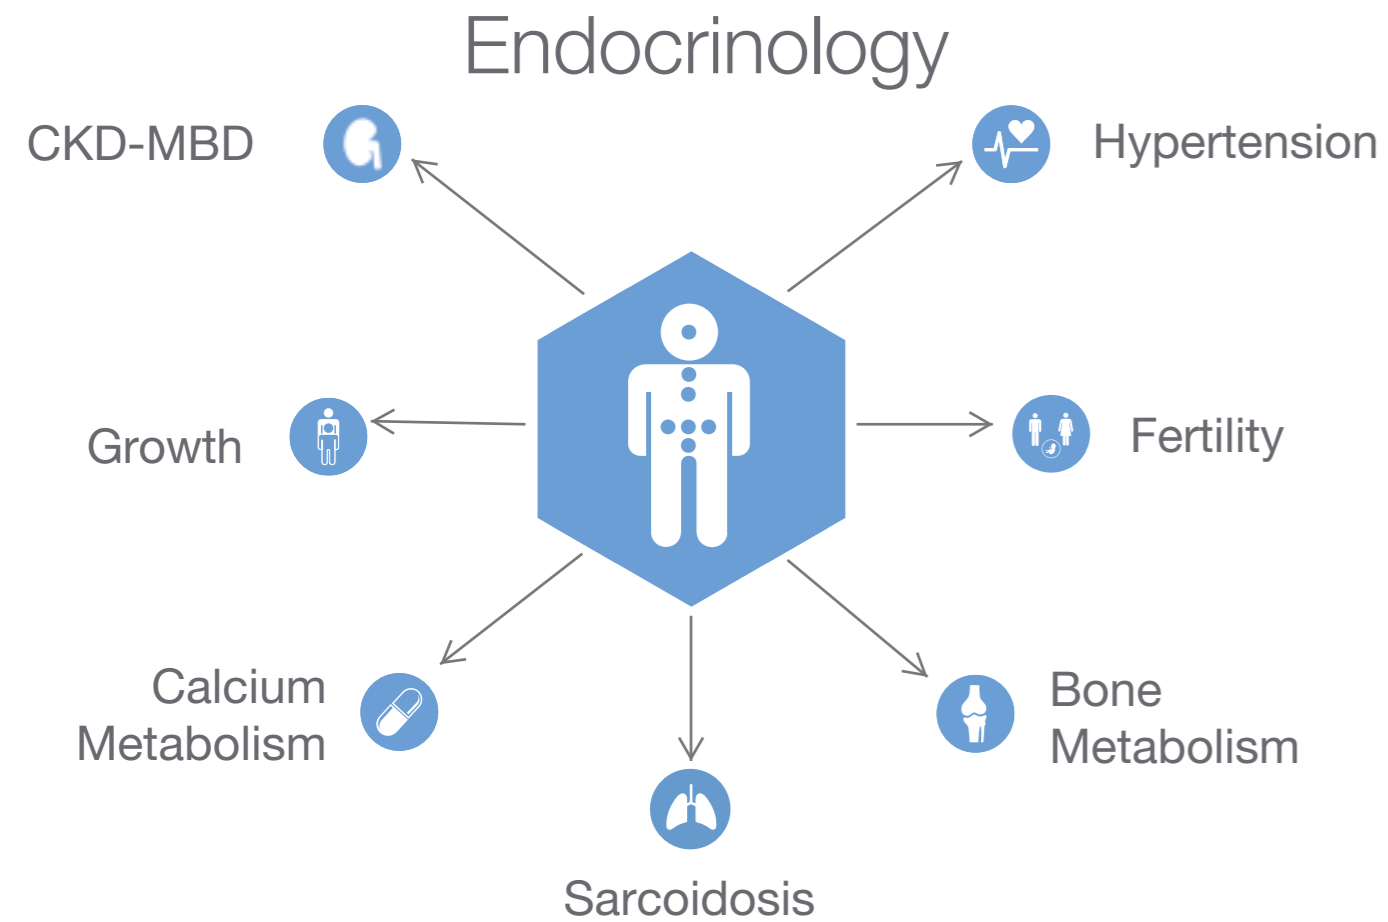 Endocrinology
CKD-MBD
Hypertension
Growth
Fertility
Calcium
Metabolism
Bone
Metabolism
Sarcoidosis